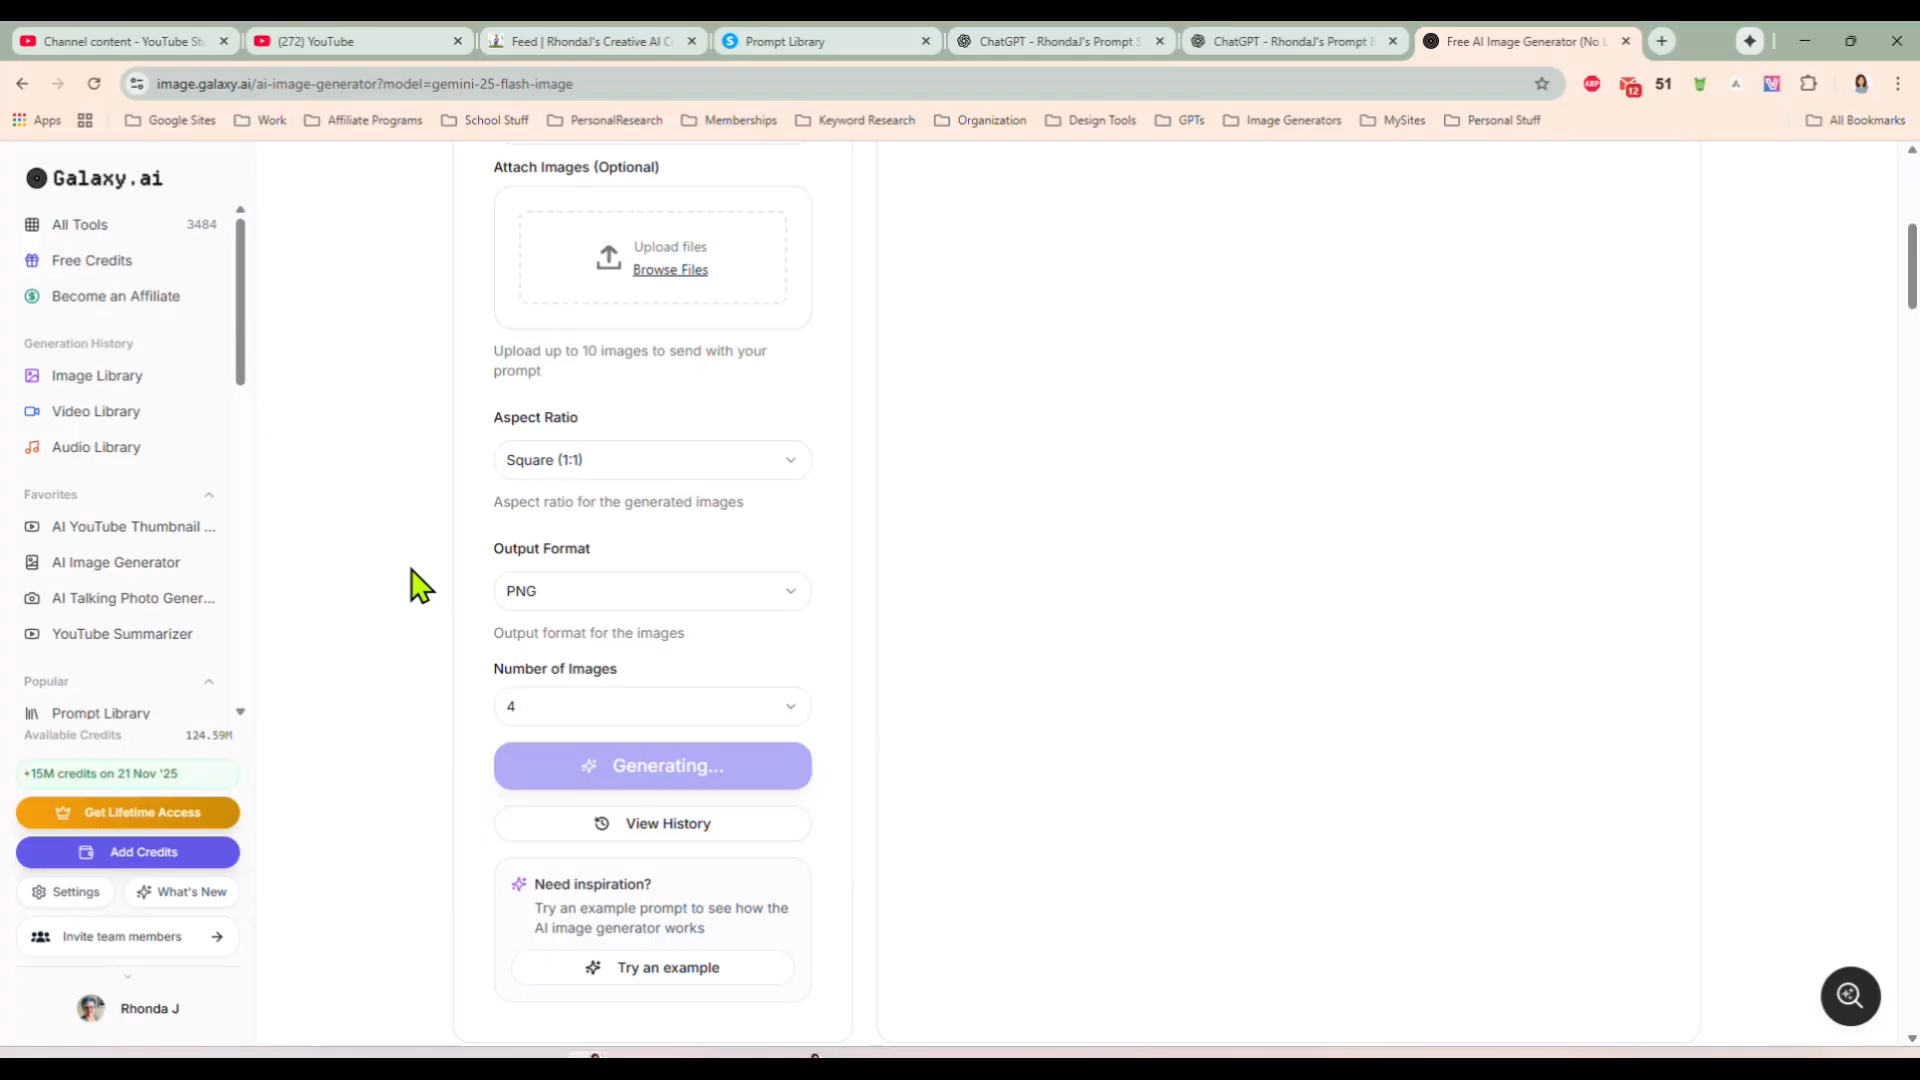 Channel content - YouTube St
(272) YouTube
Feed | RhondaJ's Creative AI C
Prompt Library
ChatGPT - RhondaJ's Prompt S
ChatGPT - RhondaJ's Prompt E
Free AI Image Generator (No L
image.galaxy.ai/ai-image-generator?model=gemini-25-flash-image
ABP
12
51
Apps
Google Sites
Work
Affiliate Programs
School Stuff
PersonalResearch
Memberships
Keyword Research
Organization
Design Tools
GPTs
Image Generators
MySites
Personal Stuff
All Bookmarks
Galaxy.ai
All Tools 3484
Free Credits
Become an Affiliate
Generation History
Image Library
Video Library
Audio Library
Favorites
AI YouTube Thumbnail ...
AI Image Generator
AI Talking Photo Gener...
YouTube Summarizer
Popular
Prompt Library
Available Credits 124.59M
+15M credits on 21 Nov '25
Get Lifetime Access
Add Credits
Settings
What's New
Invite team members
Rhonda J
Attach Images (Optional)
Upload files
Browse Files
Upload up to 10 images to send with your
prompt
Aspect Ratio
Square (1:1)
Aspect ratio for the generated images
Output Format
PNG
Output format for the images
Number of Images
4
Generating...
View History
Need inspiration?
Try an example prompt to see how the
AI image generator works
Try an example